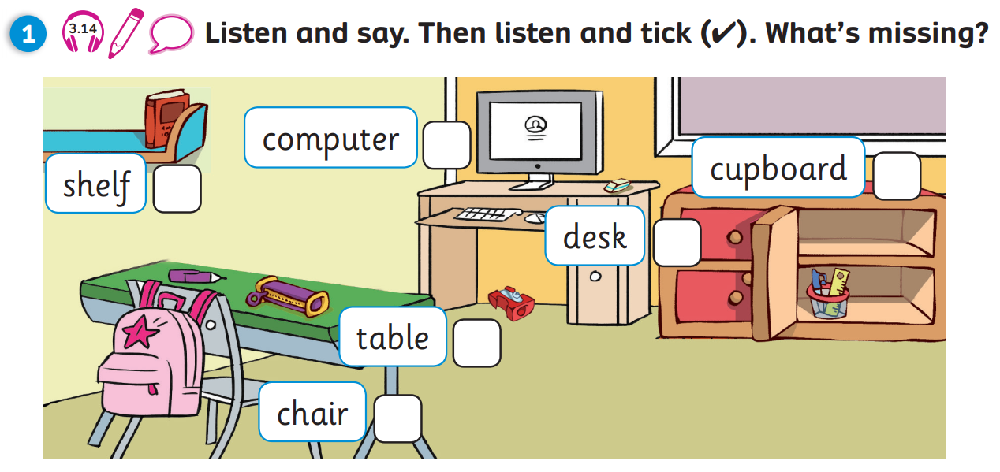 1 3.14 Listen and say. Then listen and tick (✔). What's missing?
computer
shelf
cupboard
desk
table
chair